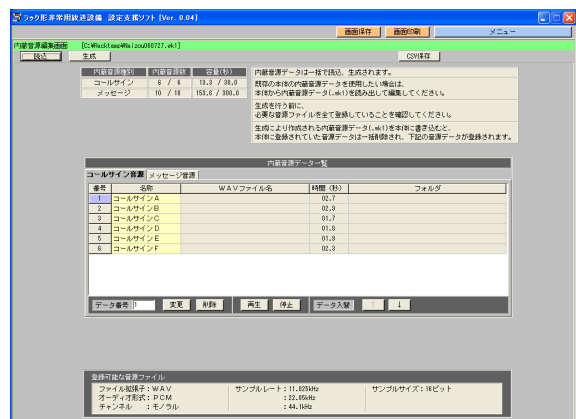 ラック形非常用放送設備 設定支援ソフト [Ver. 0.04]
画面保存 画面印刷 メニュー
内蔵音源編集画面 [C:¥Racktemp¥Naizou080727.wk1]
読込 生成 CSV保存
内蔵音源種別 内蔵音源数 容量(秒)
コールサイン 6 / 6 13.3 / 30.0
メッセージ 10 / 10 153.6 / 300.0
内蔵音源データは一括で読込、生成されます。
既存の本体の内蔵音源データを使用したい場合は、
本体から内蔵音源データ(.wk1)を読み出して編集してください。
生成を行う前に、
必要な音源ファイルを全て登録していることを確認してください。
生成により作成される内蔵音源データ(.wk1)を本体に書き込むと、
本体に登録されていた音源データは一括削除され、下記の音源データが登録されます。
内蔵音源データ一覧
コールサイン音源 メッセージ音源
番号 名称 WAVファイル名 時間 (秒) フォルダ
1 コールサインA 02.7
2 コールサインB 02.9
3 コールサインC 01.7
4 コールサインD 01.8
5 コールサインE 01.9
6 コールサインF 02.3
データ番号 1 変更 削除 再生 停止 データ入替 ↑ ↓
登録可能な音源ファイル
ファイル拡張子：WAV サンプルレート：11.025kHz サンプルサイズ：16ビット
オーディオ形式：PCM ：22.05kHz
チャンネル ：モノラル ：44.1kHz